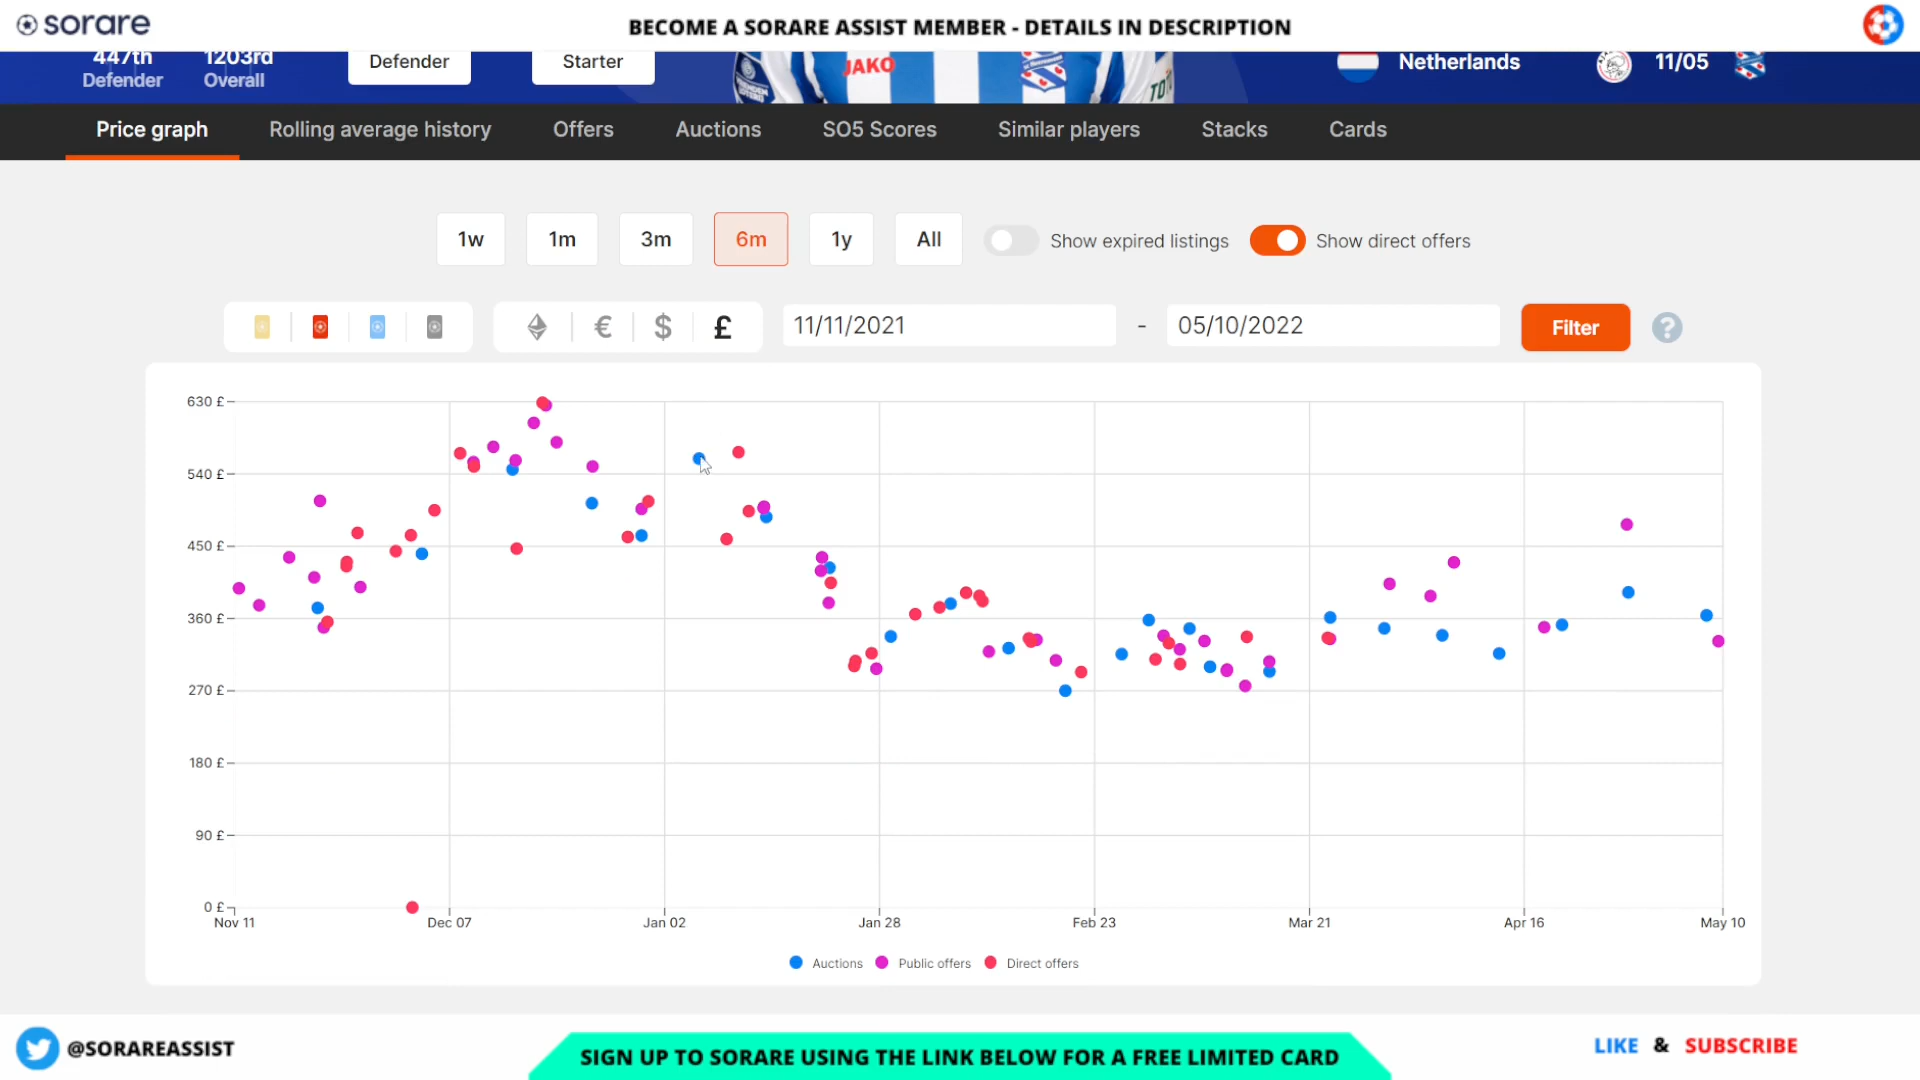 sorare
BECOME A SORARE ASSIST MEMBER - DETAILS IN DESCRIPTION
447th
Defender
1203rd
Overall
Defender
Starter
JAKO
TOTO
Netherlands
11/05
Price graph
Rolling average history
Offers
Auctions
SO5 Scores
Similar players
Stacks
Cards
1w
1m
3m
6m
1y
All
Show expired listings
Show direct offers
€
$
£
11/11/2021
-
05/10/2022
Filter
?
630 £
540 £
450 £
360 £
270 £
180 £
90 £
0 £
Nov 11
Dec 07
Jan 02
Jan 28
Feb 23
Mar 21
Apr 16
May 10
Auctions
Public offers
Direct offers
@SORAREASSIST
SIGN UP TO SORARE USING THE LINK BELOW FOR A FREE LIMITED CARD
LIKE & SUBSCRIBE